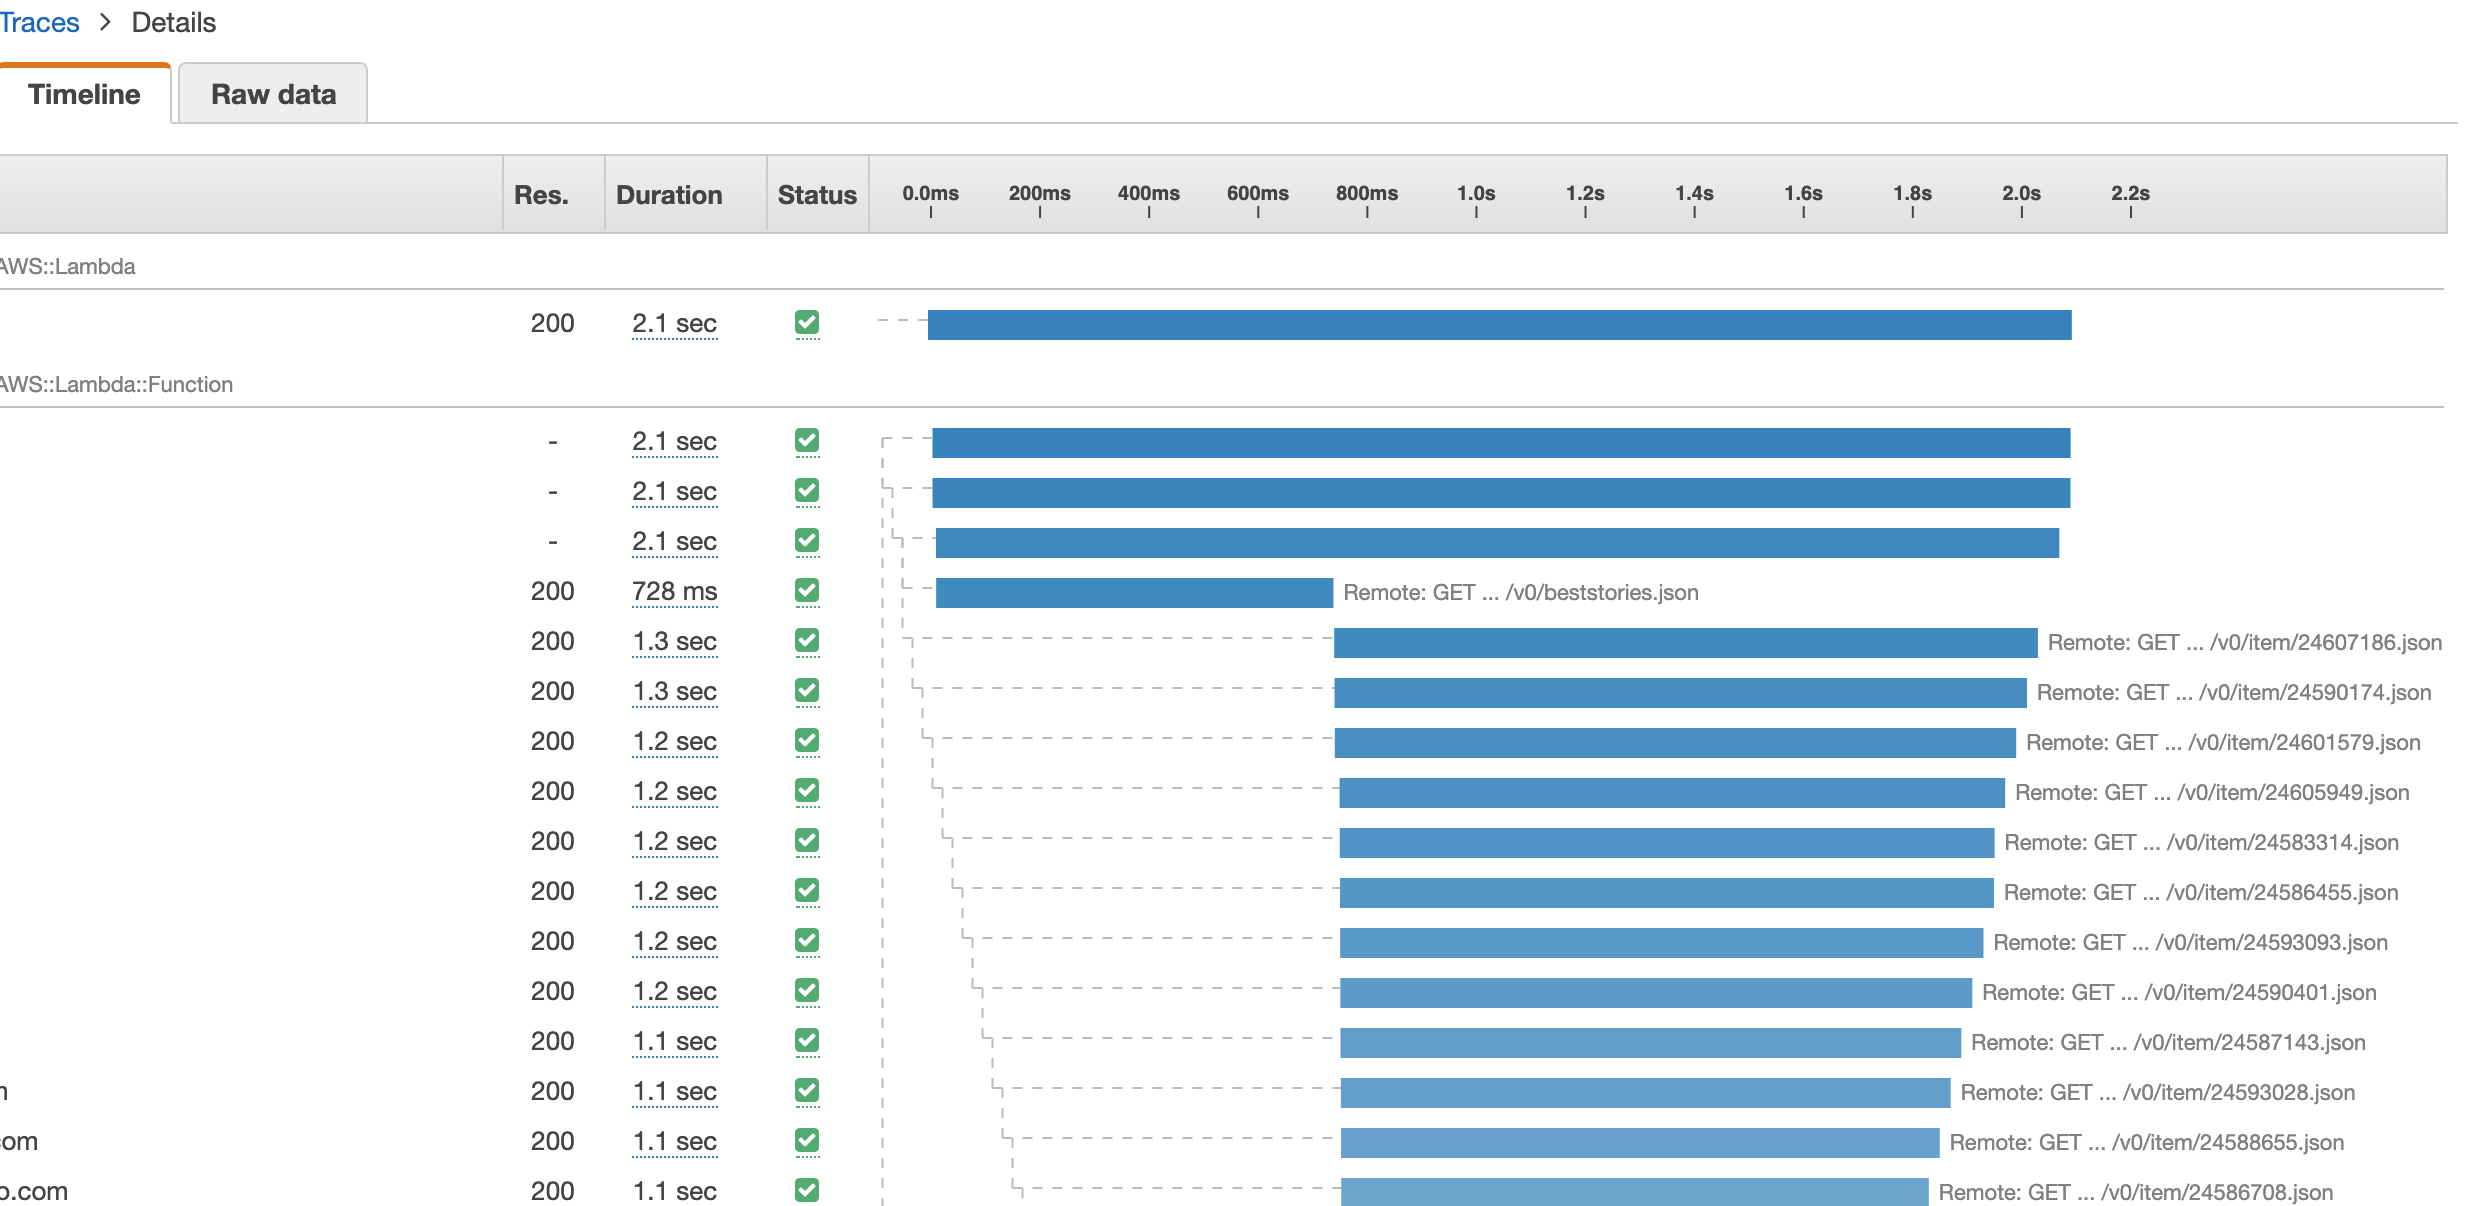 Traces > Details
Timeline Raw data
Res. Duration Status 0.0ms 200ms 400ms 600ms 800ms 1.0s 1.2s 1.4s 1.6s 1.8s 2.0s 2.2s
AWS::Lambda
200 2.1 sec
AWS::Lambda::Function
- 2.1 sec
- 2.1 sec
- 2.1 sec
200 728 ms Remote: GET ... /v0/beststories.json
200 1.3 sec Remote: GET ... /v0/item/24607186.json
200 1.3 sec Remote: GET ... /v0/item/24590174.json
200 1.2 sec Remote: GET ... /v0/item/24601579.json
200 1.2 sec Remote: GET ... /v0/item/24605949.json
200 1.2 sec Remote: GET ... /v0/item/24583314.json
200 1.2 sec Remote: GET ... /v0/item/24586455.json
200 1.2 sec Remote: GET ... /v0/item/24593093.json
200 1.2 sec Remote: GET ... /v0/item/24590401.json
200 1.1 sec Remote: GET ... /v0/item/24587143.json
200 1.1 sec Remote: GET ... /v0/item/24593028.json
com 200 1.1 sec Remote: GET ... /v0/item/24588655.json
o.com 200 1.1 sec Remote: GET ... /v0/item/24586708.json